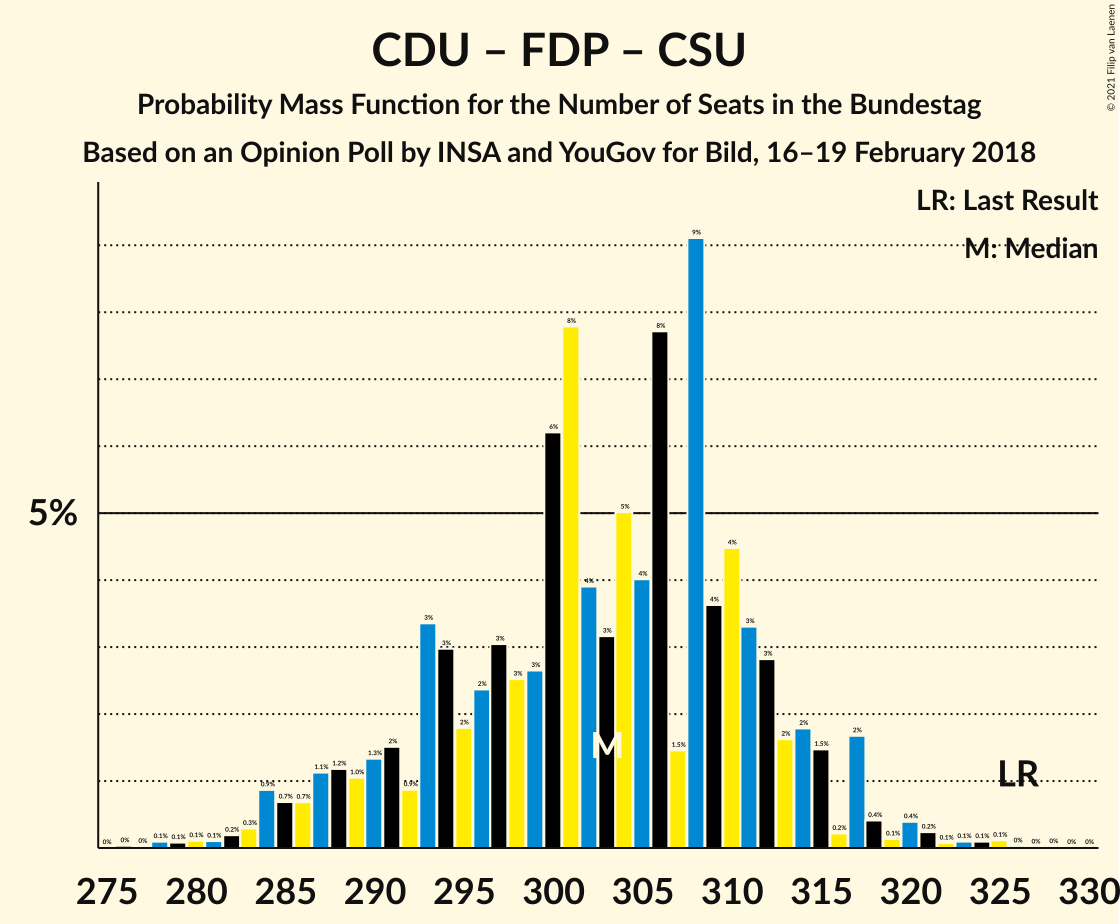 CDU – FDP – CSU
© 2021 Filip van Laenen
Probability Mass Function for the Number of Seats in the Bundestag
Based on an Opinion Poll by INSA and YouGov for Bild, 16–19 February 2018
LR: Last Result
M: Median
5%
0% 0% 0% 0.1% 0.1% 0.1% 0.1% 0.2% 0.3% 0.9% 0.7% 0.7% 1.1% 1.2% 1.0% 1.3% 2% 0.9% 3% 3% 2% 2% 3% 3% 3% 6% 8% 4% 3% 5% 4% 8% 1.5% 9% 4% 4% 3% 3% 2% 2% 1.5% 0.2% 2% 0.4% 0.1% 0.4% 0.2% 0.1% 0.1% 0.1% 0.1% 0% 0% 0% 0% 0%
M
LR
275 280 285 290 295 300 305 310 315 320 325 330